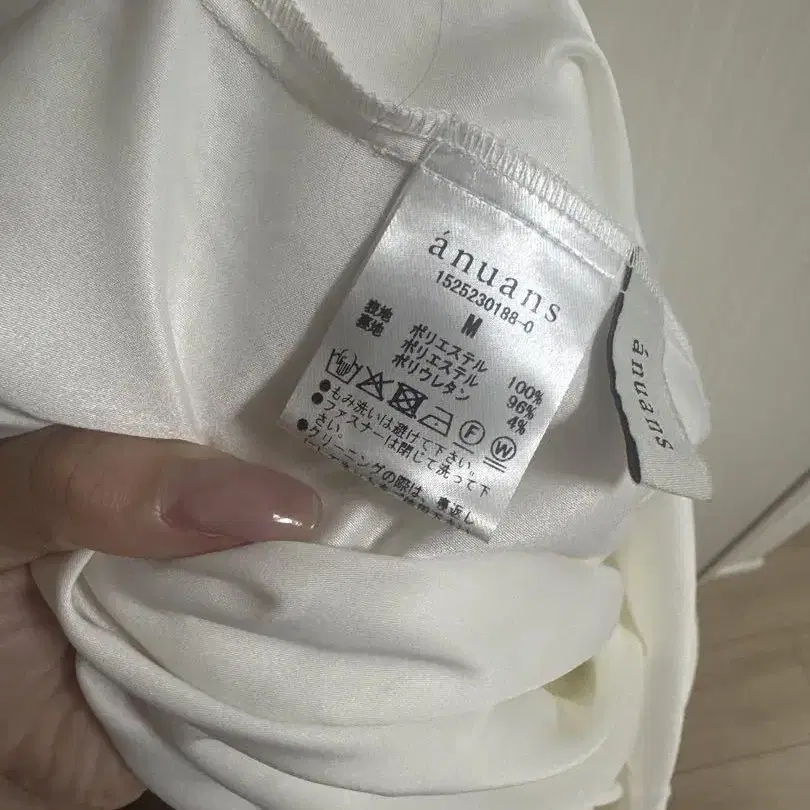 ánuans
1525230188-0
M
表地 ポリエステル 100%
裏地 ポリエステル 96%
ポリウレタン 4%
F W
●もみ洗いは避けて下さい。
●ファスナーは閉じて洗って下
さい。
●クリーニングの際は、裏返し
ánuans